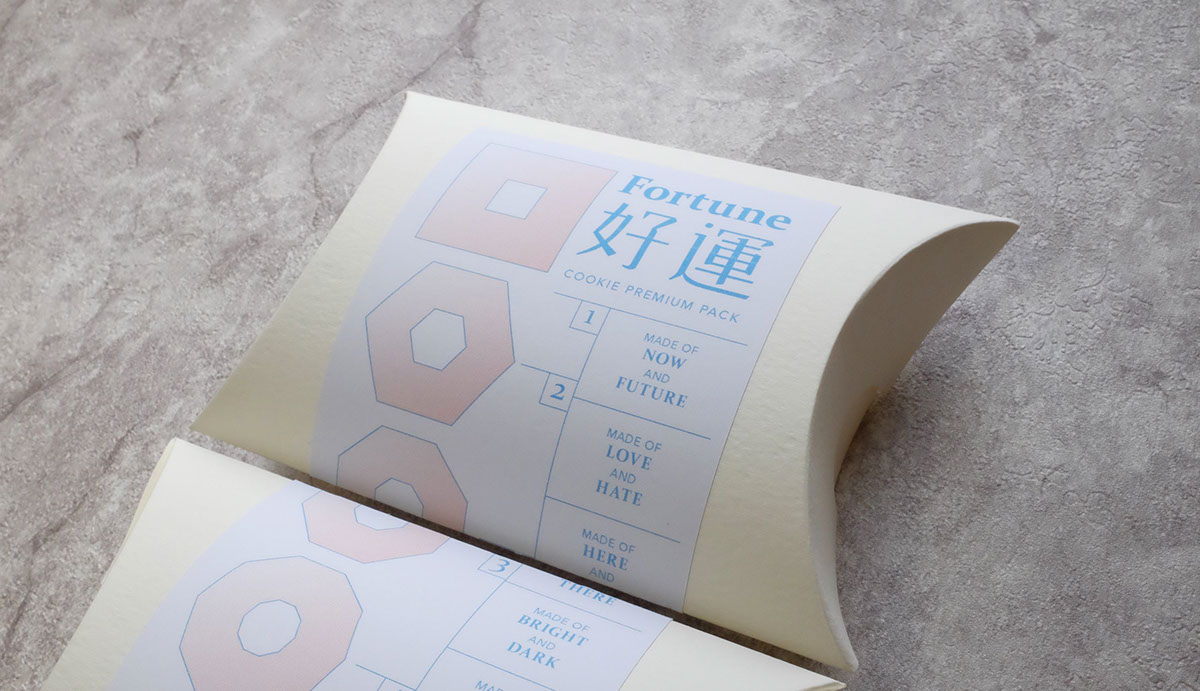 Fortune
好運
COOKIE PREMIUM PACK
1
MADE OF
NOW
AND
FUTURE
2
MADE OF
LOVE
AND
HATE
MADE OF
HERE
AND
THERE
3
MADE OF
BRIGHT
AND
DARK